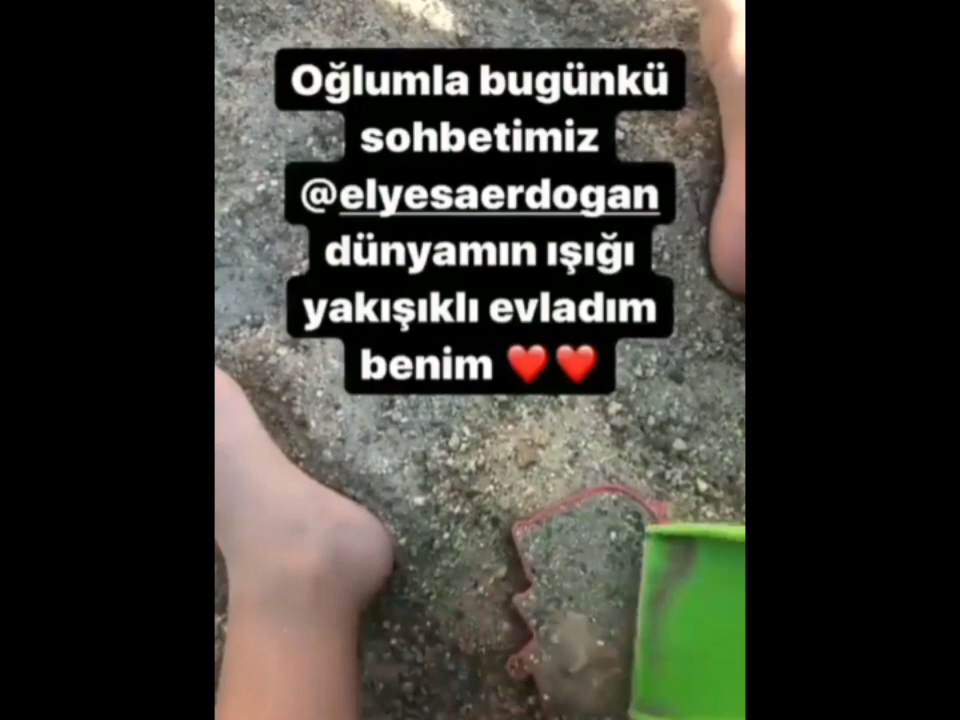 Oğlumla bugünkü
sohbetimiz
@elyesaerdogan
dünyamın ışığı
yakışıklı evladım
benim ❤️❤️